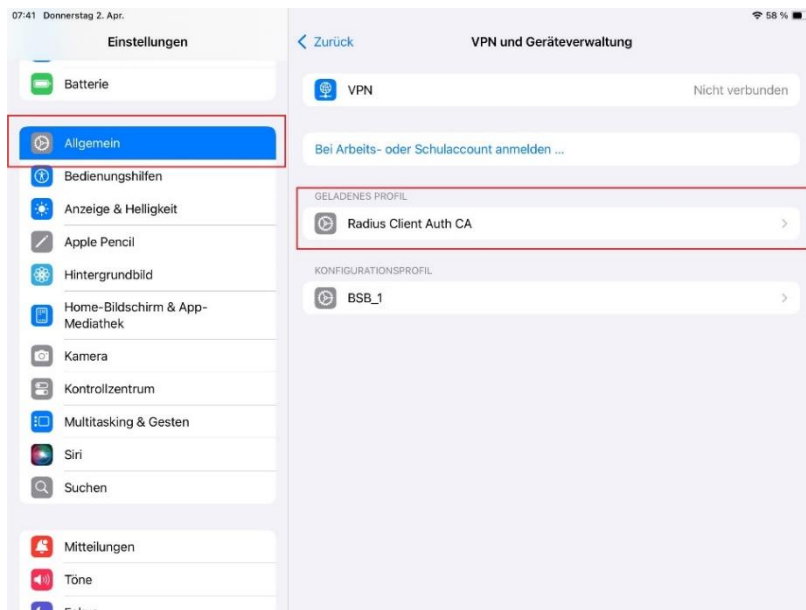 07:41 Donnerstag 2. Apr.
58 %
Einstellungen
Batterie
Allgemein
Bedienungshilfen
Anzeige & Helligkeit
Apple Pencil
Hintergrundbild
Home-Bildschirm & App-
Mediathek
Kamera
Kontrollzentrum
Multitasking & Gesten
Siri
Suchen
Mitteilungen
Töne
Zurück
VPN und Geräteverwaltung
VPN
Nicht verbunden
Bei Arbeits- oder Schulaccount anmelden ...
GELADENES PROFIL
Radius Client Auth CA
KONFIGURATIONSPROFIL
BSB_1